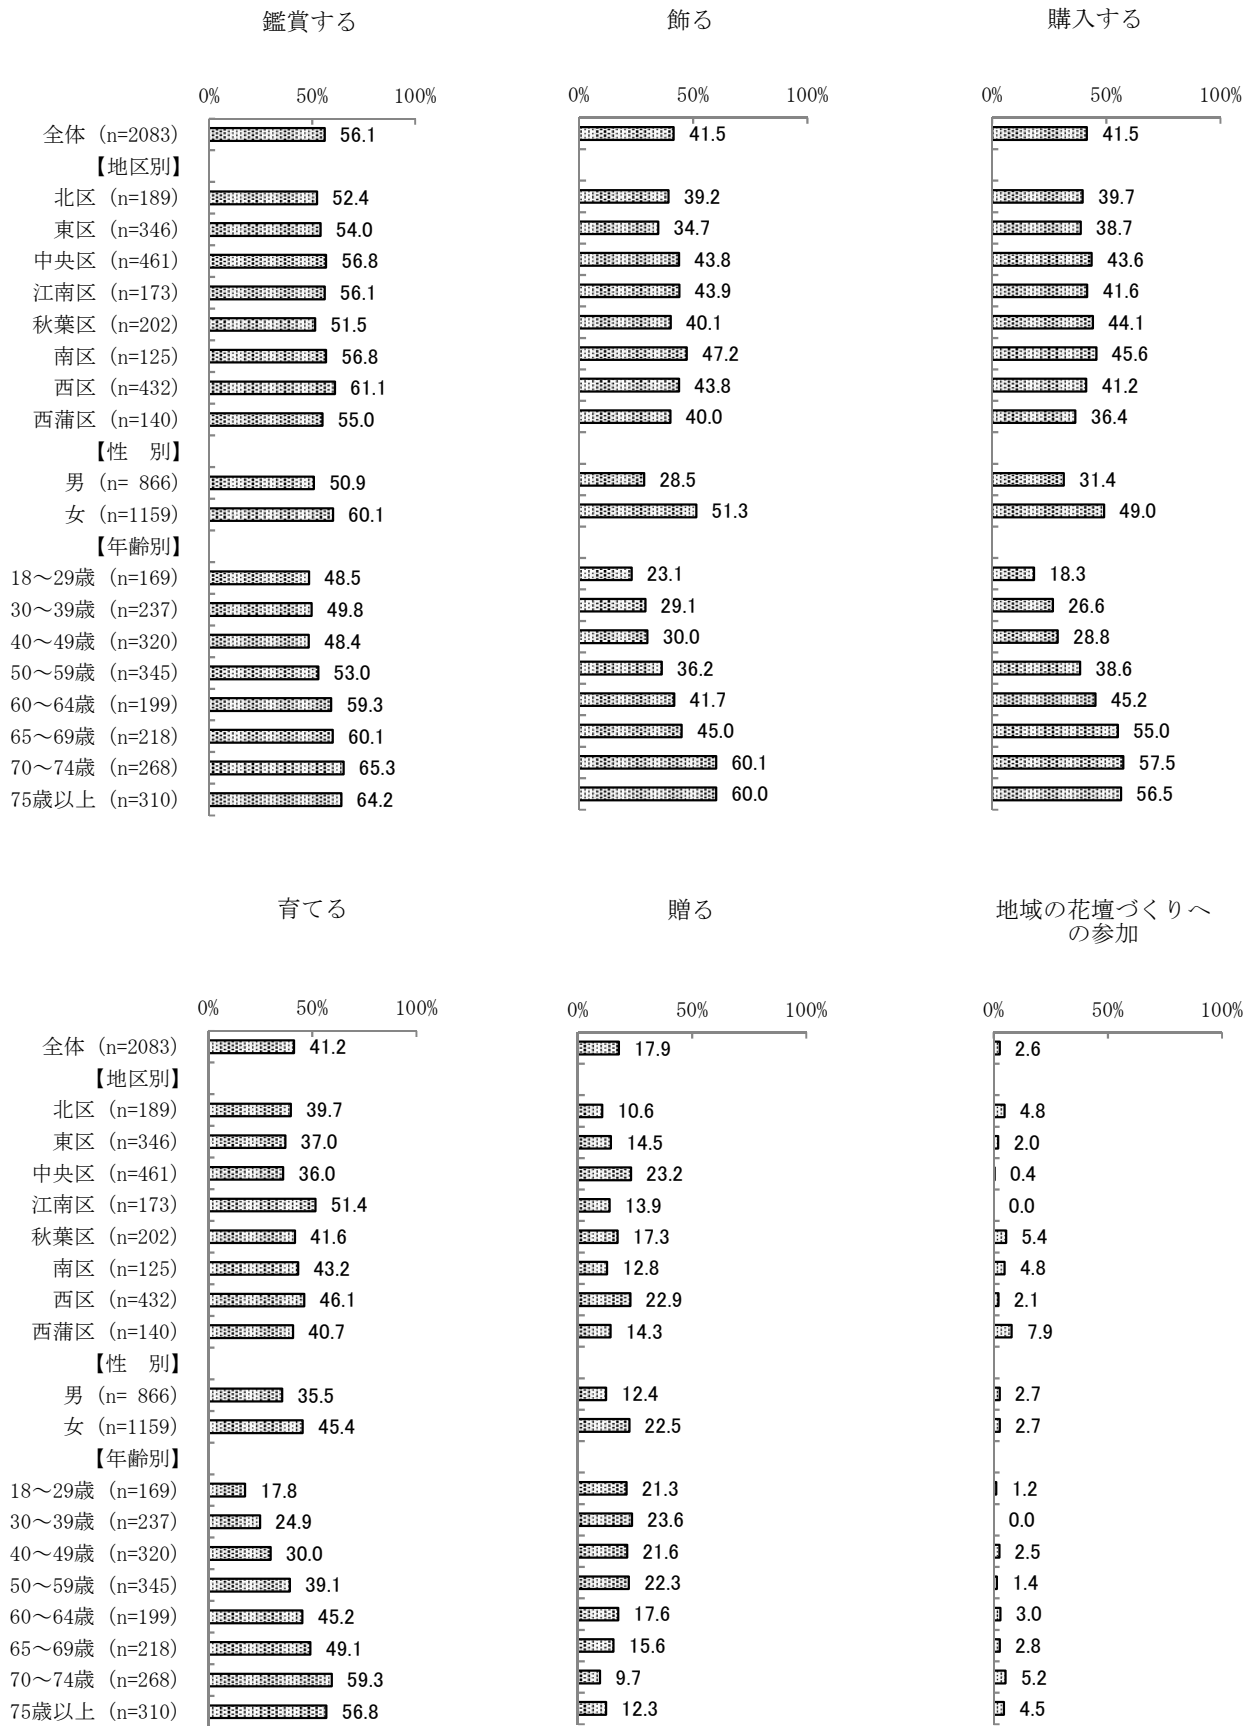 鑑賞する 飾る 購入する
0% 50% 100% 0% 50% 100% 0% 50% 100%
全体 (n=2083) 56.1 41.5 41.5
【地区別】
北区 (n=189) 52.4 39.2 39.7
東区 (n=346) 54.0 34.7 38.7
中央区 (n=461) 56.8 43.8 43.6
江南区 (n=173) 56.1 43.9 41.6
秋葉区 (n=202) 51.5 40.1 44.1
南区 (n=125) 56.8 47.2 45.6
西区 (n=432) 61.1 43.8 41.2
西蒲区 (n=140) 55.0 40.0 36.4
【性　別】
男 (n= 866) 50.9 28.5 31.4
女 (n=1159) 60.1 51.3 49.0
【年齢別】
18～29歳 (n=169) 48.5 23.1 18.3
30～39歳 (n=237) 49.8 29.1 26.6
40～49歳 (n=320) 48.4 30.0 28.8
50～59歳 (n=345) 53.0 36.2 38.6
60～64歳 (n=199) 59.3 41.7 45.2
65～69歳 (n=218) 60.1 45.0 55.0
70～74歳 (n=268) 65.3 60.1 57.5
75歳以上 (n=310) 64.2 60.0 56.5
育てる 贈る 地域の花壇づくりへ
の参加
0% 50% 100% 0% 50% 100% 0% 50% 100%
全体 (n=2083) 41.2 17.9 2.6
【地区別】
北区 (n=189) 39.7 10.6 4.8
東区 (n=346) 37.0 14.5 2.0
中央区 (n=461) 36.0 23.2 0.4
江南区 (n=173) 51.4 13.9 0.0
秋葉区 (n=202) 41.6 17.3 5.4
南区 (n=125) 43.2 12.8 4.8
西区 (n=432) 46.1 22.9 2.1
西蒲区 (n=140) 40.7 14.3 7.9
【性　別】
男 (n= 866) 35.5 12.4 2.7
女 (n=1159) 45.4 22.5 2.7
【年齢別】
18～29歳 (n=169) 17.8 21.3 1.2
30～39歳 (n=237) 24.9 23.6 0.0
40～49歳 (n=320) 30.0 21.6 2.5
50～59歳 (n=345) 39.1 22.3 1.4
60～64歳 (n=199) 45.2 17.6 3.0
65～69歳 (n=218) 49.1 15.6 2.8
70～74歳 (n=268) 59.3 9.7 5.2
75歳以上 (n=310) 56.8 12.3 4.5